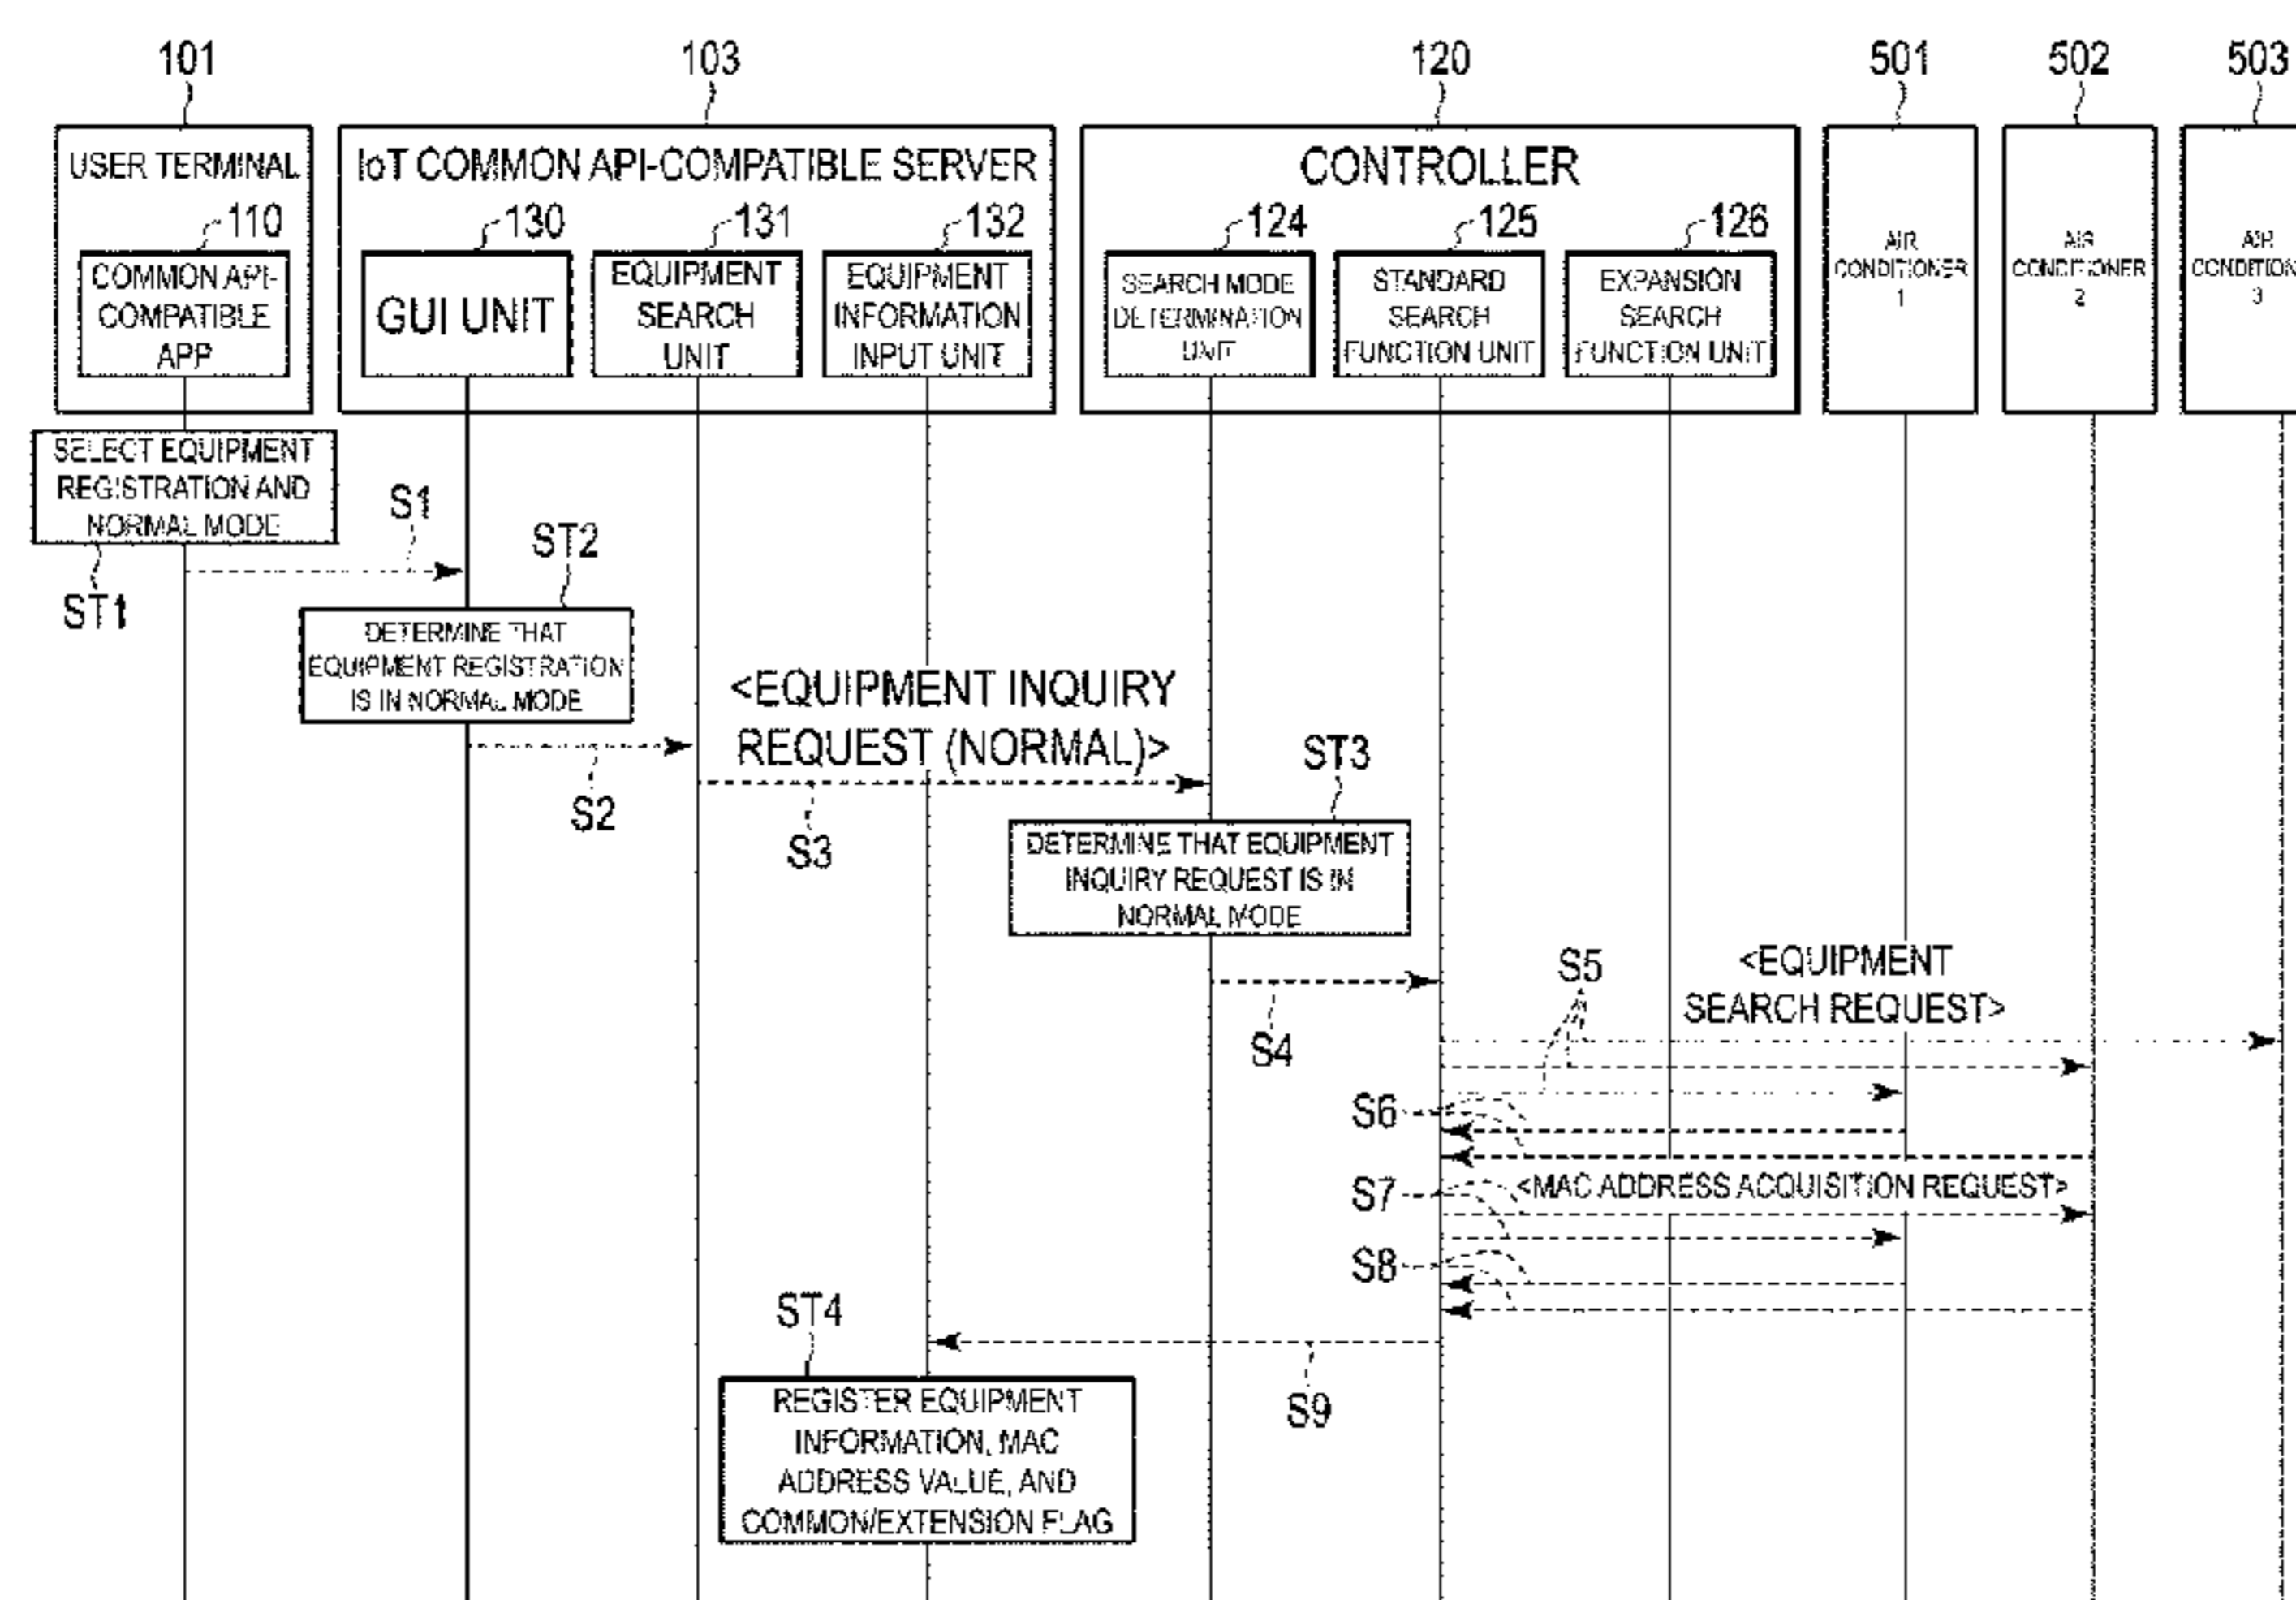 101
103
120
501
502
503
USER TERMINAL
IoT COMMON API-COMPATIBLE SERVER
CONTROLLER
110
130
131
132
124
125
126
COMMON API-
COMPATIBLE
APP
GUI UNIT
EQUIPMENT
SEARCH
UNIT
EQUIPMENT
INFORMATION
INPUT UNIT
SEARCH MODE
DETERMINATION
UNIT
STANDARD
SEARCH
FUNCTION UNIT
EXPANSION
SEARCH
FUNCTION UNIT
AIR
CONDITIONER
1
AIR
CONDITIONER
2
AIR
CONDITION
3
SELECT EQUIPMENT
REGISTRATION AND
NORMAL MODE
S1
ST1
ST2
DETERMINE THAT
EQUIPMENT REGISTRATION
IS IN NORMAL MODE
S2
<EQUIPMENT INQUIRY
REQUEST (NORMAL)>
S3
ST3
DETERMINE THAT EQUIPMENT
INQUIRY REQUEST IS IN
NORMAL MODE
S4
S5
<EQUIPMENT
SEARCH REQUEST>
S6
S7
<MAC ADDRESS ACQUISITION REQUEST>
S8
ST4
S9
REGISTER EQUIPMENT
INFORMATION, MAC
ADDRESS VALUE, AND
COMMON/EXTENSION FLAG